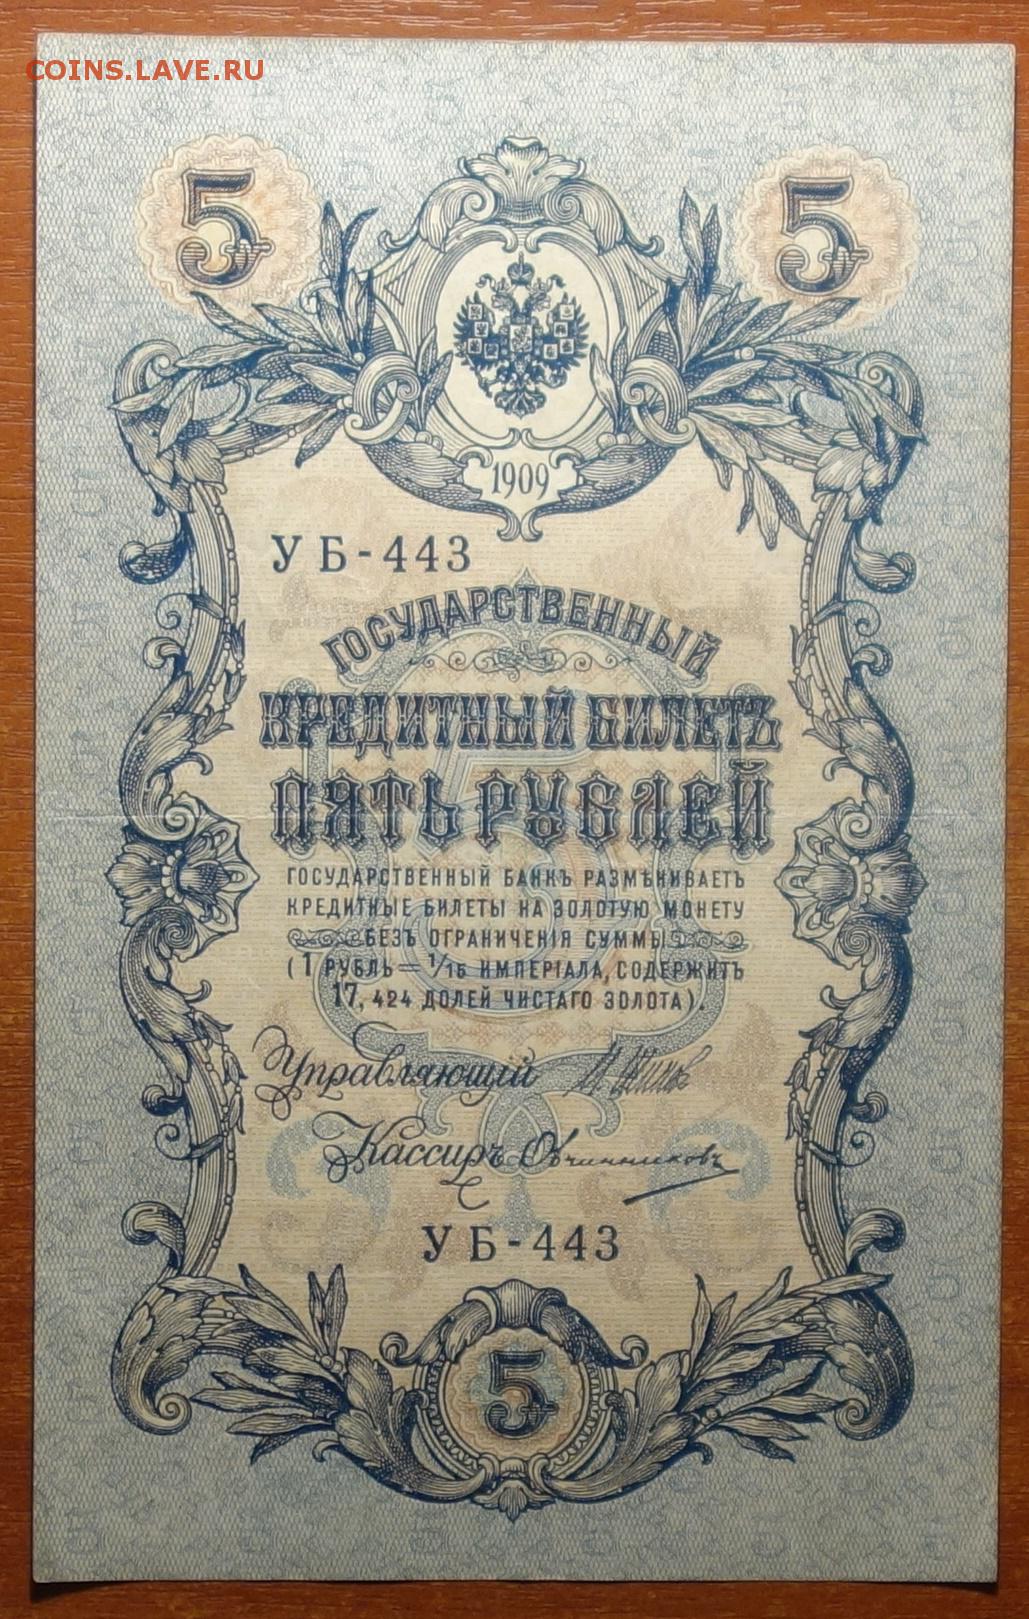 COINS.LAVE.RU
5 5
1909
УБ-443
ГОСУДАРСТВЕННЫЙ
КРЕДИТНЫЙ БИЛЕТЪ
ПЯТЬ РУБЛЕЙ
ГОСУДАРСТВЕННЫЙ БАНКЪ РАЗМѢНИВАЕТЪ
КРЕДИТНЫЕ БИЛЕТЫ НА ЗОЛОТУЮ МОНЕТУ
БЕЗЪ ОГРАНИЧЕНІЯ СУММЫ
(1 РУБЛЬ = 1/15 ИМПЕРІАЛА, СОДЕРЖИТЪ
17,424 ДОЛЕЙ ЧИСТАГО ЗОЛОТА).
Управляющій И. Шипов
Кассиръ Овчинниковъ
УБ-443
5